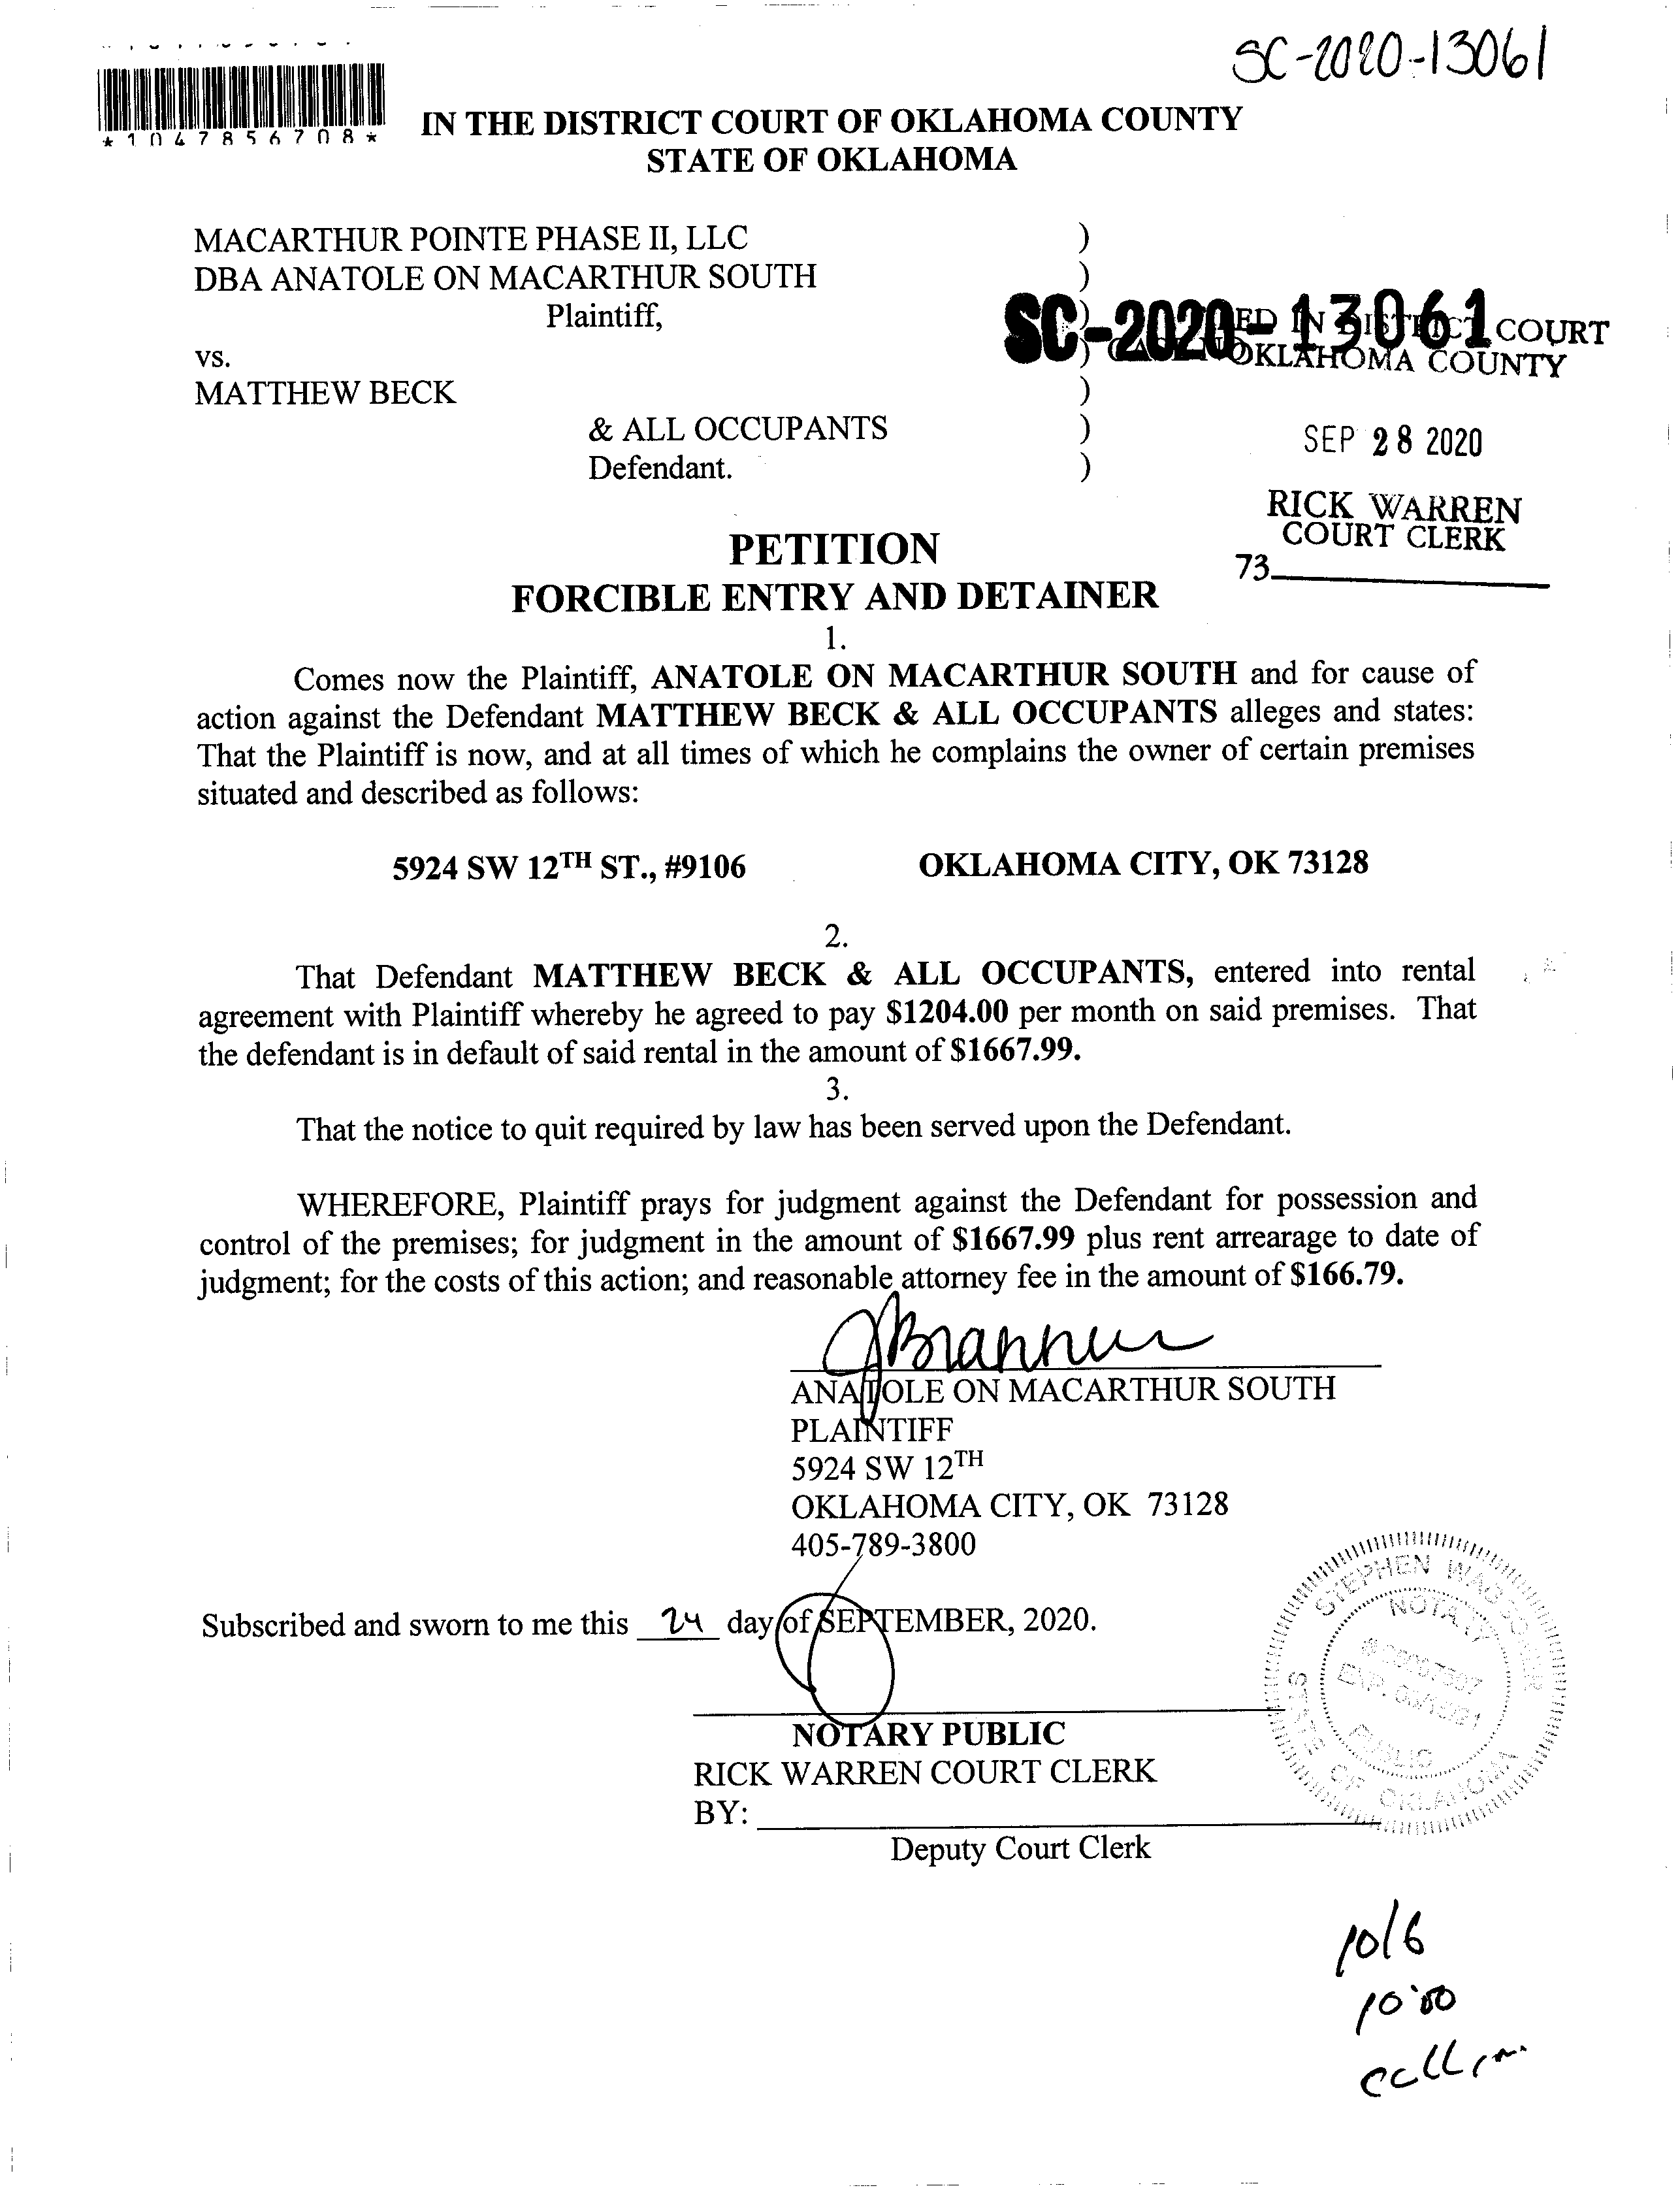 SC-2020-13061
*1047856708*
IN THE DISTRICT COURT OF OKLAHOMA COUNTY
STATE OF OKLAHOMA
MACARTHUR POINTE PHASE II, LLC )
DBA ANATOLE ON MACARTHUR SOUTH )
Plaintiff, )
SC-2020-13061
ED IN DISTRICT COURT
vs. )
OKLAHOMA COUNTY
MATTHEW BECK )
& ALL OCCUPANTS )
SEP 28 2020
Defendant. )
RICK WARREN
COURT CLERK
73
PETITION
FORCIBLE ENTRY AND DETAINER
1.
Comes now the Plaintiff, ANATOLE ON MACARTHUR SOUTH and for cause of
action against the Defendant MATTHEW BECK & ALL OCCUPANTS alleges and states:
That the Plaintiff is now, and at all times of which he complains the owner of certain premises
situated and described as follows:
5924 SW 12TH ST., #9106 OKLAHOMA CITY, OK 73128
2.
That Defendant MATTHEW BECK & ALL OCCUPANTS, entered into rental
agreement with Plaintiff whereby he agreed to pay $1204.00 per month on said premises. That
the defendant is in default of said rental in the amount of $1667.99.
3.
That the notice to quit required by law has been served upon the Defendant.
WHEREFORE, Plaintiff prays for judgment against the Defendant for possession and
control of the premises; for judgment in the amount of $1667.99 plus rent arrearage to date of
judgment; for the costs of this action; and reasonable attorney fee in the amount of $166.79.
JBrannur
ANATOLE ON MACARTHUR SOUTH
PLAINTIFF
5924 SW 12TH
OKLAHOMA CITY, OK 73128
405-789-3800
Subscribed and sworn to me this 24 day of SEPTEMBER, 2020.
NOTARY PUBLIC
RICK WARREN COURT CLERK
BY:
Deputy Court Clerk
STEPHEN WAGGONER
NOTARY
PUBLIC
STATE OF OKLAHOMA
10/6
10:00
call in